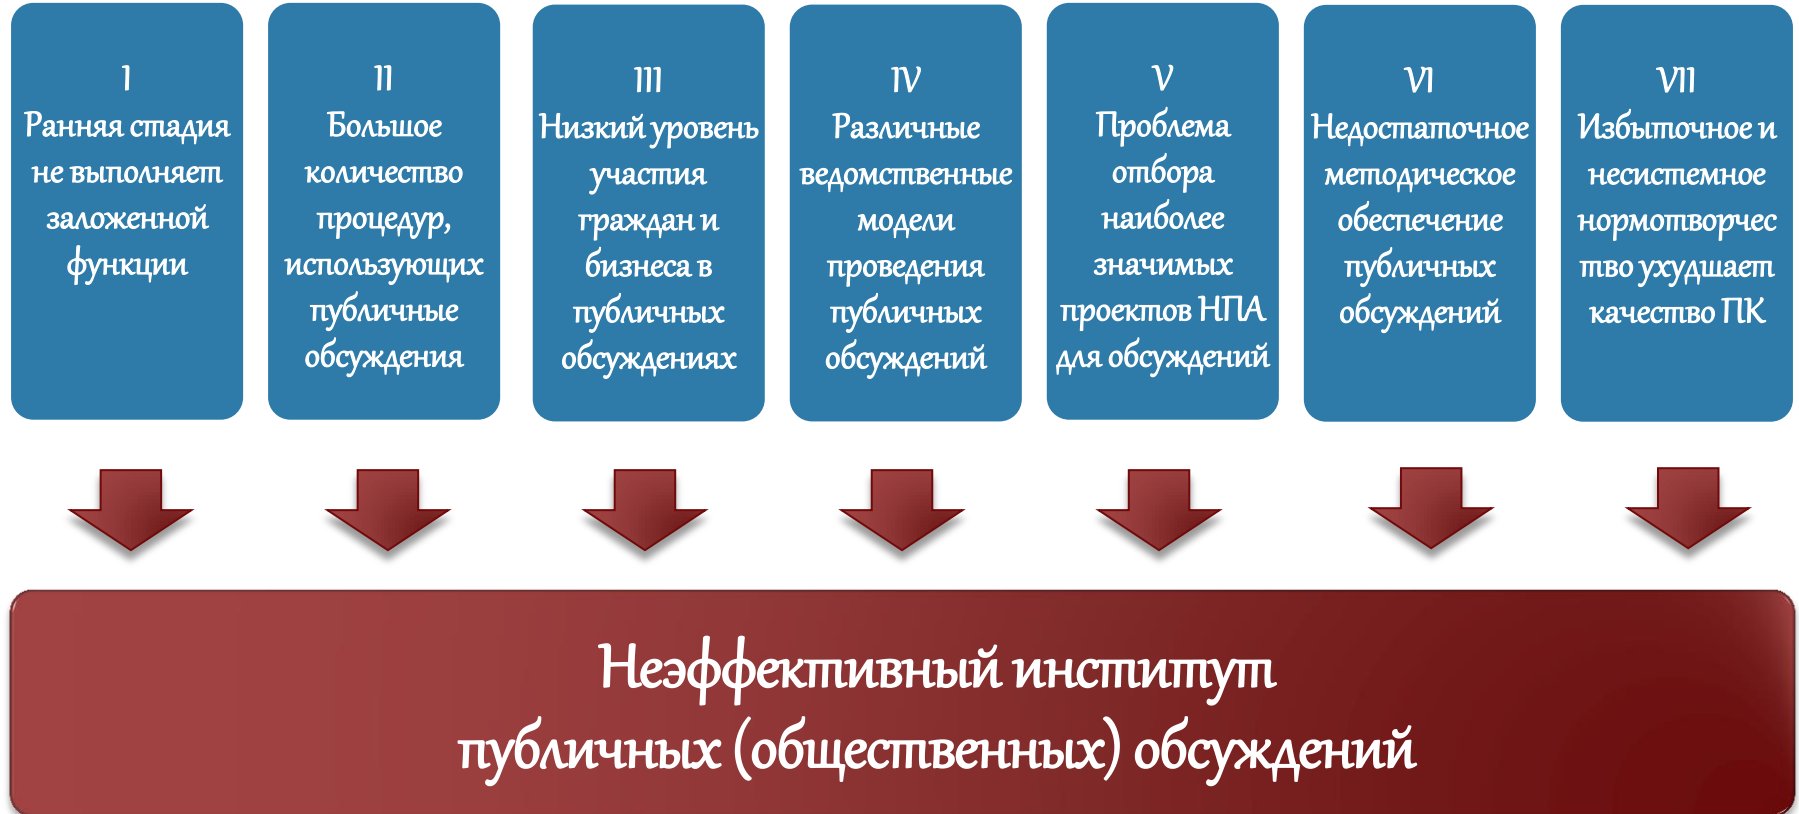 I
Ранняя стадия
не выполняет
заложенной
функции
II
Большое
количество
процедур,
использующих
публичные
обсуждения
III
Низкий уровень
участия
граждан и
бизнеса в
публичных
обсуждениях
IV
Различные
ведомственные
модели
проведения
публичных
обсуждений
V
Проблема
отбора
наиболее
значимых
проектов НПА
для обсуждений
VI
Недостаточное
методическое
обеспечение
публичных
обсуждений
VII
Избыточное и
несистемное
нормотворчес
тво ухудшает
качество ПК
Неэффективный институт
публичных (общественных) обсуждений